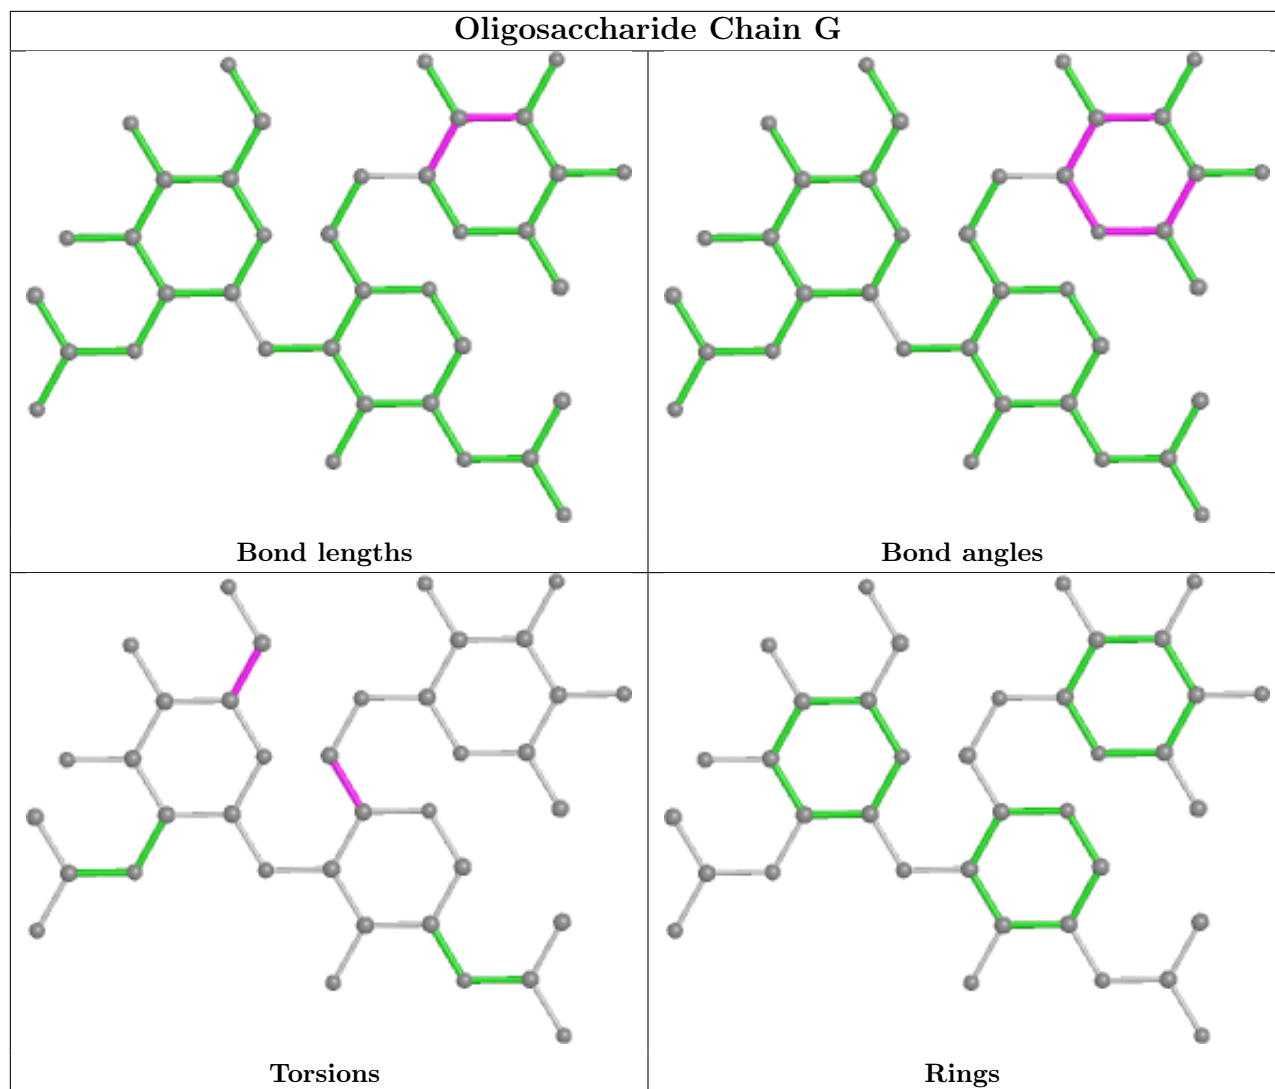 Oligosaccharide Chain G
Bond lengths
Bond angles
Torsions
Rings